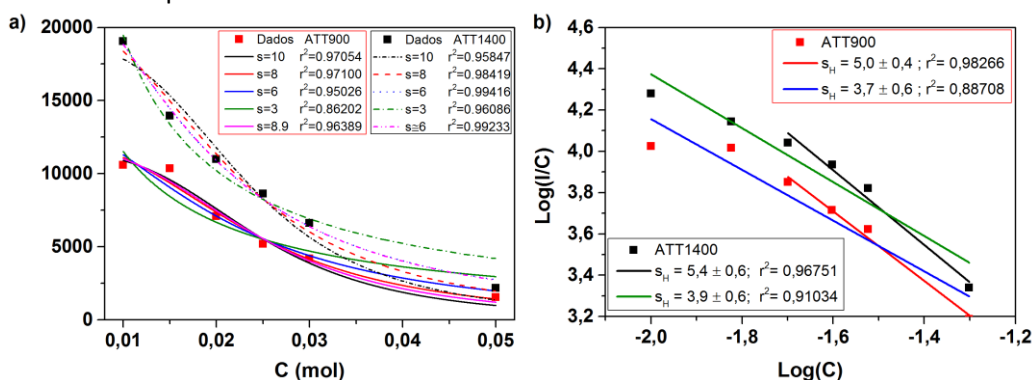 a)
20000
15000
10000
5000
0
0,01 0,02 0,03 0,04 0,05
C (mol)
Dados ATT900
s=10 r²=0.97054
s=8 r²=0.97100
s=6 r²=0.95026
s=3 r²=0.86202
s=8.9 r²=0.96389
Dados ATT1400
s=10 r²=0.95847
s=8 r²=0.98419
s=6 r²=0.99416
s=3 r²=0.96086
s≅6 r²=0.99233
b)
Log(I/C)
4,6
4,4
4,2
4,0
3,8
3,6
3,4
3,2
-2,0 -1,8 -1,6 -1,4 -1,2
Log(C)
ATT900
s_H = 5,0 ± 0,4 ; r²= 0,98266
s_H = 3,7 ± 0,6 ; r²= 0,88708
ATT1400
s_H = 5,4 ± 0,6; r²= 0,96751
s_H = 3,9 ± 0,6; r²= 0,91034